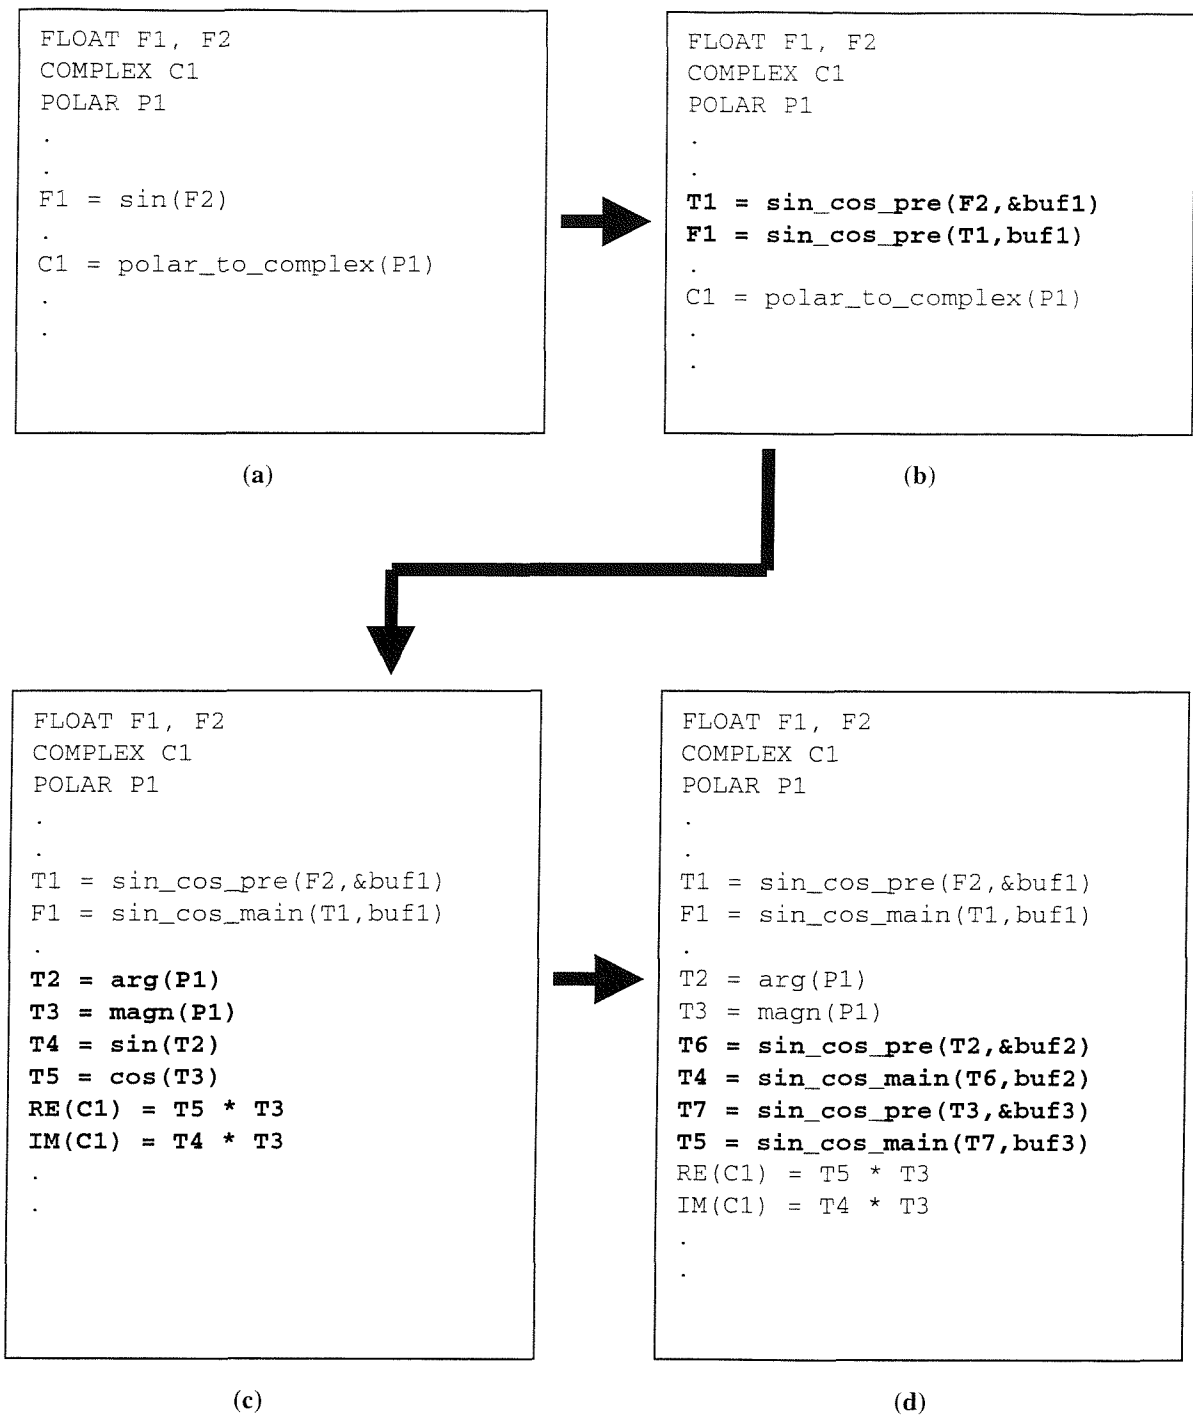 FLOAT F1, F2
COMPLEX C1
POLAR P1
.
.
F1 = sin(F2)
.
C1 = polar_to_complex(P1)
.
.
(a)
FLOAT F1, F2
COMPLEX C1
POLAR P1
.
.
T1 = sin_cos_pre(F2,&buf1)
F1 = sin_cos_pre(T1,buf1)
.
C1 = polar_to_complex(P1)
.
.
(b)
FLOAT F1, F2
COMPLEX C1
POLAR P1
.
.
T1 = sin_cos_pre(F2,&buf1)
F1 = sin_cos_main(T1,buf1)
.
T2 = arg(P1)
T3 = magn(P1)
T4 = sin(T2)
T5 = cos(T3)
RE(C1) = T5 * T3
IM(C1) = T4 * T3
.
.
(c)
FLOAT F1, F2
COMPLEX C1
POLAR P1
.
.
T1 = sin_cos_pre(F2,&buf1)
F1 = sin_cos_main(T1,buf1)
.
T2 = arg(P1)
T3 = magn(P1)
T6 = sin_cos_pre(T2,&buf2)
T4 = sin_cos_main(T6,buf2)
T7 = sin_cos_pre(T3,&buf3)
T5 = sin_cos_main(T7,buf3)
RE(C1) = T5 * T3
IM(C1) = T4 * T3
.
.
(d)